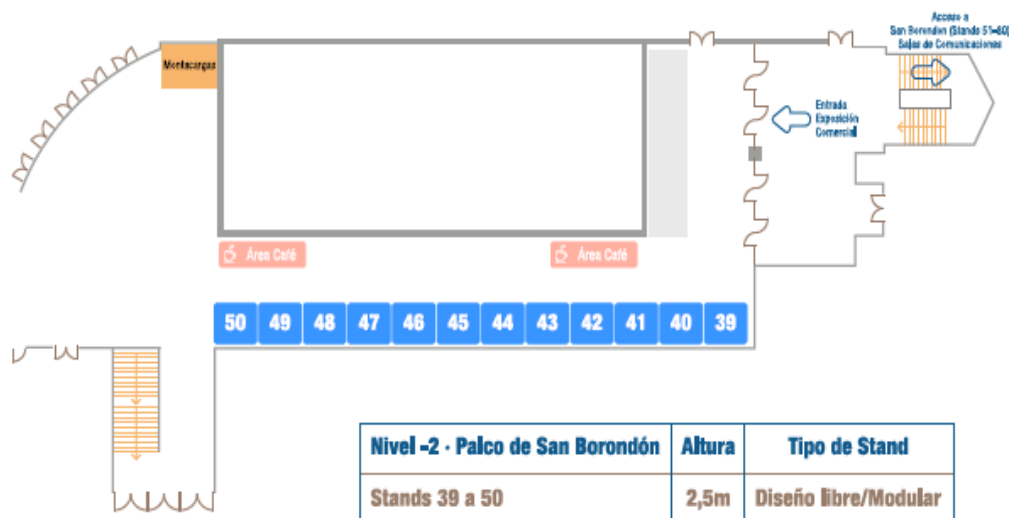 Acceso a
San Borondón (Stands 51-60)
Salas de Comunicaciones
Montacargas
Entrada
Exposición
Comercial
Área Café
Área Café
50 49 48 47 46 45 44 43 42 41 40 39
Nivel -2 · Palco de San Borondón Altura Tipo de Stand
Stands 39 a 50 2,5m Diseño libre/Modular